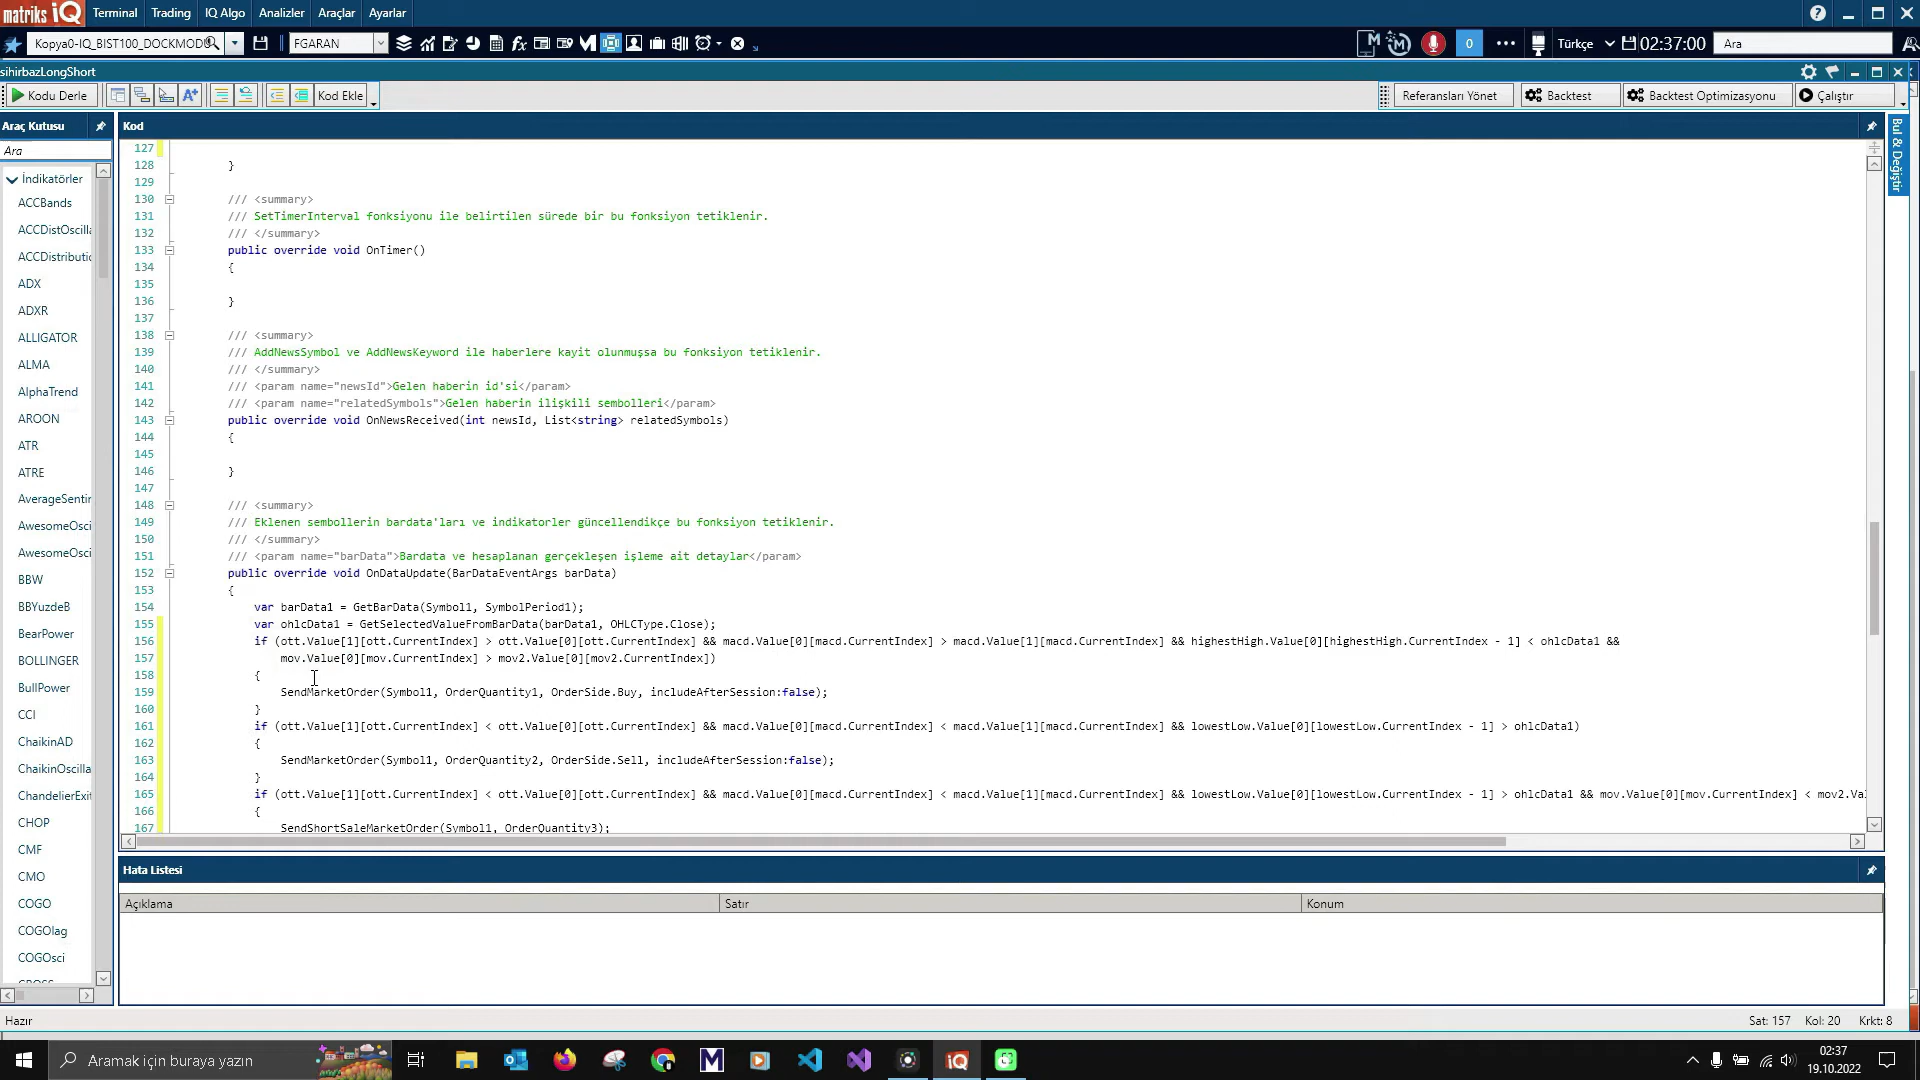 matriks iQ Terminal Trading IQ Algo Analizler Araçlar Ayarlar
Kopya0-IQ_BIST100_DOCKMODU FGARAN 0 Türkçe 02:37:00 Ara
sihirbazLongShort
Kodu Derle Kod Ekle Referansları Yönet Backtest Backtest Optimizasyonu Çalıştır
Araç Kutusu
Ara
İndikatörler
ACCBands
ACCDistOscilla
ACCDistributic
ADX
ADXR
ALLIGATOR
ALMA
AlphaTrend
AROON
ATR
ATRE
AverageSentin
AwesomeOsci
AwesomeOsci
BBW
BBYuzdeB
BearPower
BOLLINGER
BullPower
CCI
ChaikinAD
ChaikinOscilla
ChandelierExit
CHOP
CMF
CMO
COGO
COGOlag
COGOsci
CROSS
Kod
127
128 }
129
130 /// <summary>
131 /// SetTimerInterval fonksiyonu ile belirtilen sürede bir bu fonksiyon tetiklenir.
132 /// </summary>
133 public override void OnTimer()
134 {
135
136 }
137
138 /// <summary>
139 /// AddNewsSymbol ve AddNewsKeyword ile haberlere kayit olunmuşsa bu fonksiyon tetiklenir.
140 /// </summary>
141 /// <param name="newsId">Gelen haberin id'si</param>
142 /// <param name="relatedSymbols">Gelen haberin ilişkili sembolleri</param>
143 public override void OnNewsReceived(int newsId, List<string> relatedSymbols)
144 {
145
146 }
147
148 /// <summary>
149 /// Eklenen sembollerin bardata'ları ve indikatorler güncellendikçe bu fonksiyon tetiklenir.
150 /// </summary>
151 /// <param name="barData">Bardata ve hesaplanan gerçekleşen işleme ait detaylar</param>
152 public override void OnDataUpdate(BarDataEventArgs barData)
153 {
154 var barData1 = GetBarData(Symbol1, SymbolPeriod1);
155 var ohlcData1 = GetSelectedValueFromBarData(barData1, OHLCType.Close);
156 if (ott.Value[1][ott.CurrentIndex] > ott.Value[0][ott.CurrentIndex] && macd.Value[0][macd.CurrentIndex] > macd.Value[1][macd.CurrentIndex] && highestHigh.Value[0][highestHigh.CurrentIndex - 1] < ohlcData1 &&
157 mov.Value[0][mov.CurrentIndex] > mov2.Value[0][mov2.CurrentIndex])
158 {
159 SendMarketOrder(Symbol1, OrderQuantity1, OrderSide.Buy, includeAfterSession:false);
160 }
161 if (ott.Value[1][ott.CurrentIndex] < ott.Value[0][ott.CurrentIndex] && macd.Value[0][macd.CurrentIndex] < macd.Value[1][macd.CurrentIndex] && lowestLow.Value[0][lowestLow.CurrentIndex - 1] > ohlcData1)
162 {
163 SendMarketOrder(Symbol1, OrderQuantity2, OrderSide.Sell, includeAfterSession:false);
164 }
165 if (ott.Value[1][ott.CurrentIndex] < ott.Value[0][ott.CurrentIndex] && macd.Value[0][macd.CurrentIndex] < macd.Value[1][macd.CurrentIndex] && lowestLow.Value[0][lowestLow.CurrentIndex - 1] > ohlcData1 && mov.Value[0][mov.CurrentIndex] < mov2.Val
166 {
167 SendShortSaleMarketOrder(Symbol1, OrderQuantity3);
Bul & Değiştir
Hata Listesi
Açıklama Satır Konum
Hazır Sat: 157 Kol: 20 Krkt: 8
Aramak için buraya yazın 02:37
19.10.2022